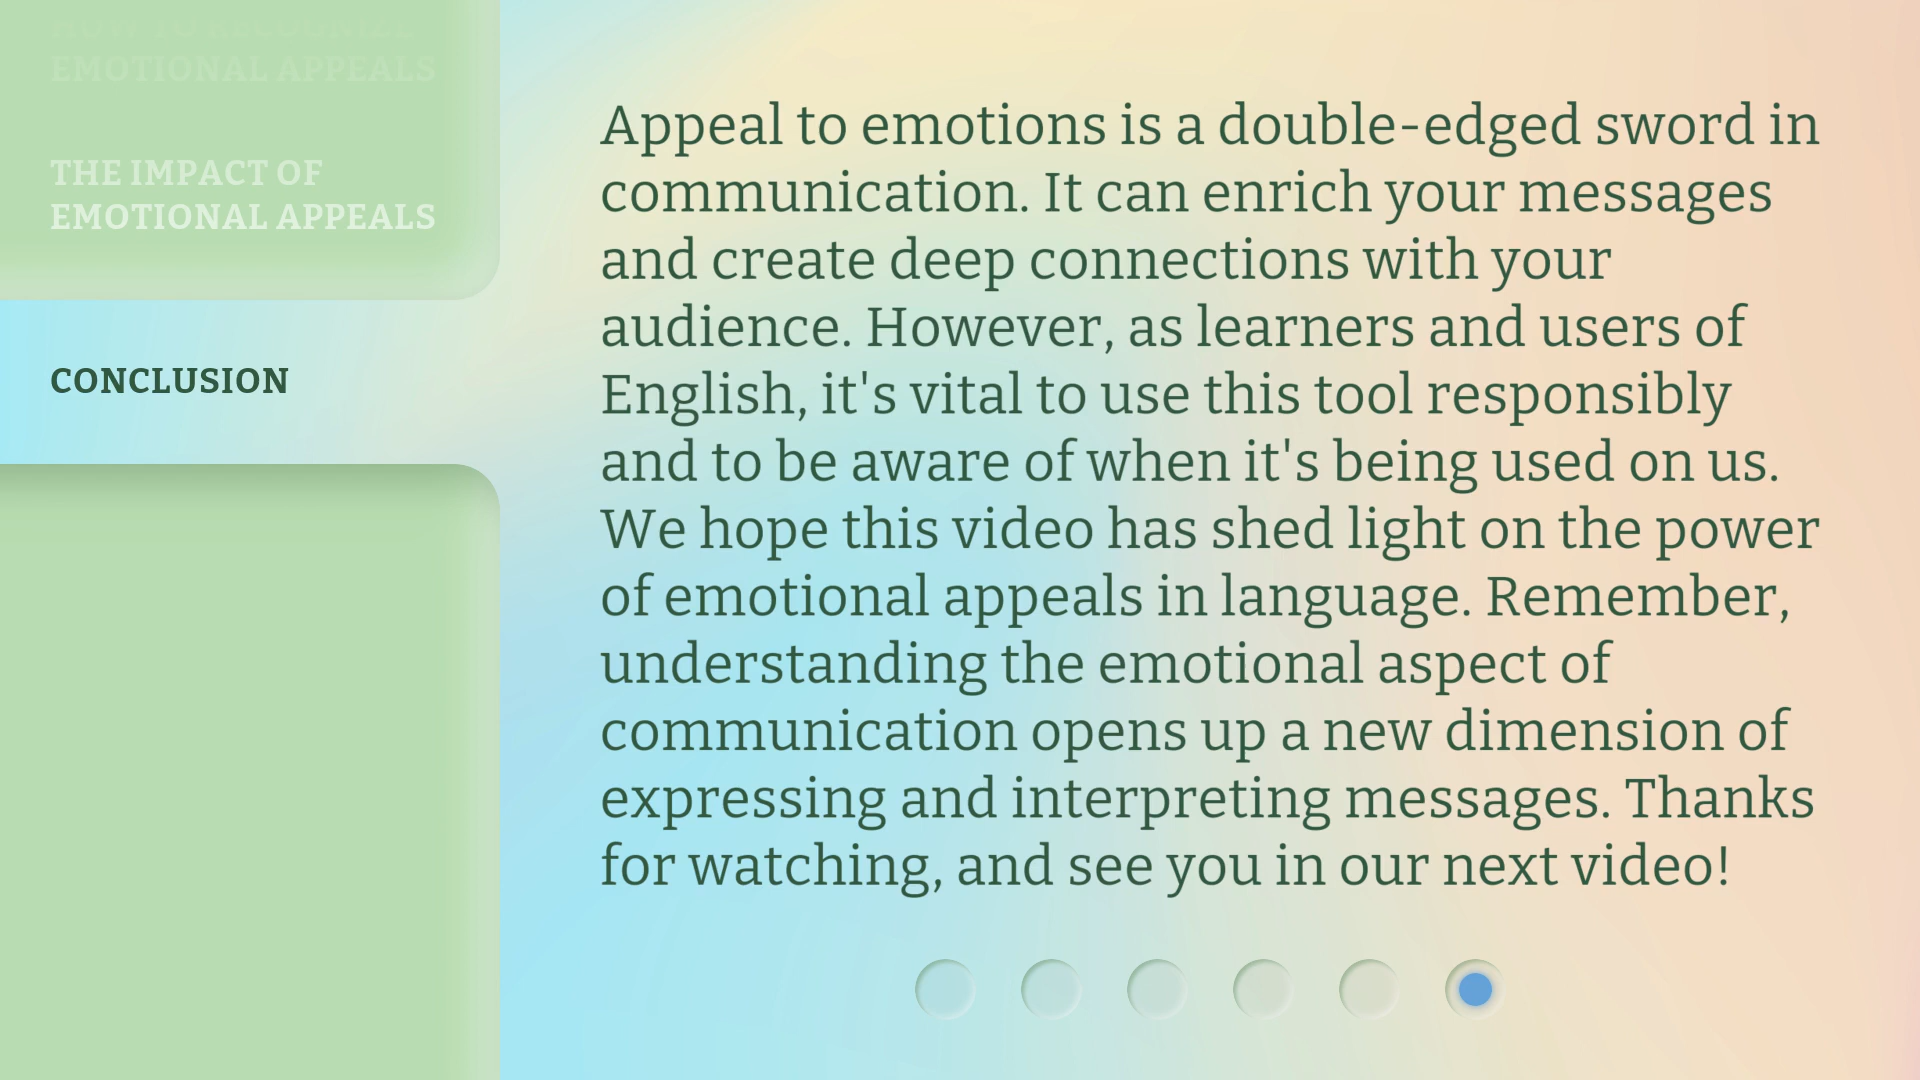 HOW TO RECOGNIZE
EMOTIONAL APPEALS
THE IMPACT OF
EMOTIONAL APPEALS
CONCLUSION
Appeal to emotions is a double-edged sword in
communication. It can enrich your messages
and create deep connections with your
audience. However, as learners and users of
English, it's vital to use this tool responsibly
and to be aware of when it's being used on us.
We hope this video has shed light on the power
of emotional appeals in language. Remember,
understanding the emotional aspect of
communication opens up a new dimension of
expressing and interpreting messages. Thanks
for watching, and see you in our next video!